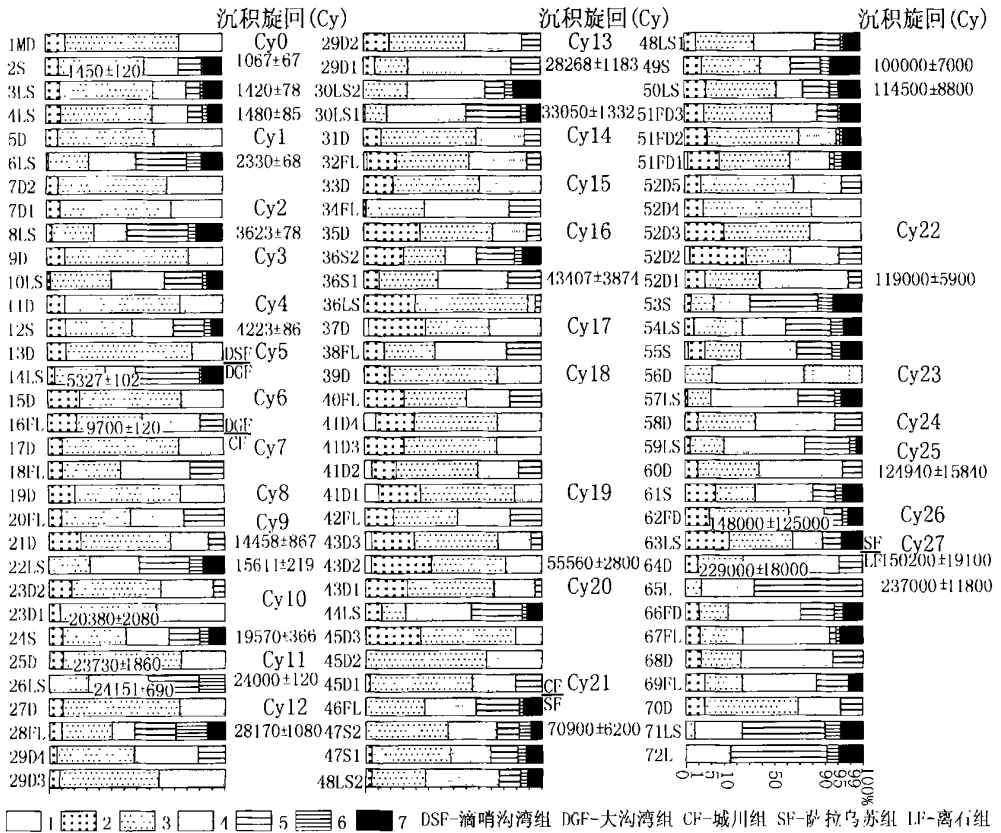 沉积旋回(Cy) 沉积旋回(Cy) 沉积旋回(Cy)
1MD Cy0
2S 1450±120 1067±67
3LS 1420±78
4LS 1480±85
5D Cy1
6LS 2330±68
7D2
7D1 Cy2
8LS 3623±78
9D Cy3
10LS
11D Cy4
12S 4223±86
13D DSF Cy5
14LS 5327±102 DGF
15D Cy6
16FL 9700±120 DGF
17D CF Cy7
18FL
19D Cy8
20FL Cy9
21D 14458±867
22LS 15611±219
23D2
23D1 20380±2080 Cy10
24S 19570±366
25D 23730±1860 Cy11
26LS 24151±690 24000±120
27D Cy12
28FL 28170±1080
29D4
29D3
29D2 Cy13
29D1 28268±1183
30LS2
30LS1 33050±1332
31D Cy14
32FL
33D Cy15
34FL
35D Cy16
36S2
36S1 43407±3874
36LS
37D Cy17
38FL
39D Cy18
40FL
41D4
41D3
41D2
41D1 Cy19
42FL
43D3
43D2 55560±2800
43D1 Cy20
44LS
45D3
45D2
45D1 CF Cy21
46FL SF
47S2 70900±6200
47S1
48LS2
48LS1
49S 100000±7000
50LS 114500±8800
51FD3
51FD2
51FD1
52D5
52D4
52D3 Cy22
52D2
52D1 119000±5900
53S
54LS
55S
56D Cy23
57LS
58D Cy24
59LS Cy25
60D 124940±15840
61S
62FD 148000±125000 Cy26
63LS SF Cy27
64D 229000±18000 LF 150200±19100
65L 237000±11800
66FD
67FL
68D
69FL
70D
71LS
72L
0 1 5 10 50 90 95 99 100%
1 2 3 4 5 6 7 DSF-滴哨沟湾组 DGF-大沟湾组 CF-城川组 SF-萨拉乌苏组 LF-离石组